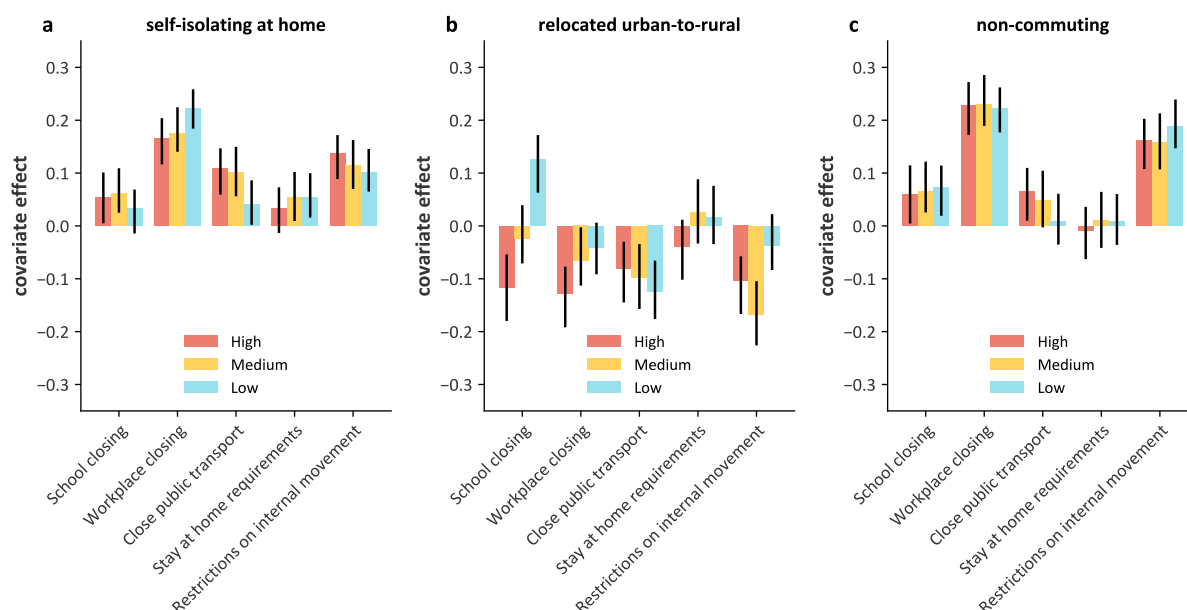 a self-isolating at home
covariate effect
0.3
0.2
0.1
0.0
−0.1
−0.2
−0.3
High
Medium
Low
School closing
Workplace closing
Close public transport
Stay at home requirements
Restrictions on internal movement
b relocated urban-to-rural
covariate effect
0.3
0.2
0.1
0.0
−0.1
−0.2
−0.3
High
Medium
Low
School closing
Workplace closing
Close public transport
Stay at home requirements
Restrictions on internal movement
c non-commuting
covariate effect
0.3
0.2
0.1
0.0
−0.1
−0.2
−0.3
High
Medium
Low
School closing
Workplace closing
Close public transport
Stay at home requirements
Restrictions on internal movement